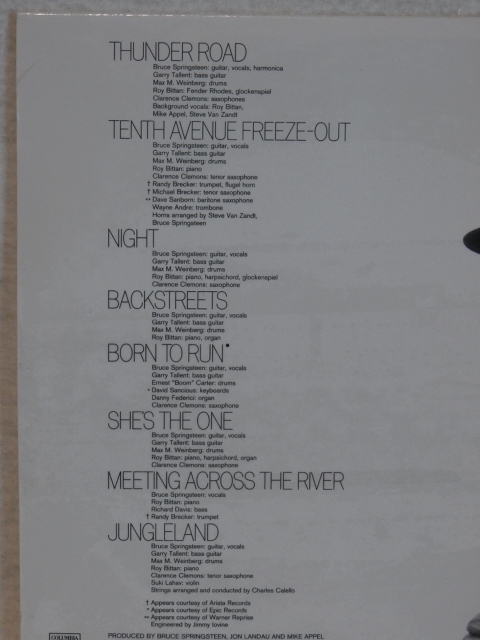 THUNDER ROAD
Bruce Springsteen: guitar, vocals, harmonica
Garry Tallent: bass guitar
Max M. Weinberg: drums
Roy Bittan: Fender Rhodes, glockenspiel
Clarence Clemons: saxophones
Background vocals: Roy Bittan,
Mike Appel, Steve Van Zandt
TENTH AVENUE FREEZE-OUT
Bruce Springsteen: guitar, vocals
Garry Tallent: bass guitar
Max M. Weinberg: drums
Roy Bittan: piano
Clarence Clemons: tenor saxophone
† Randy Brecker: trumpet, flugel horn
† Michael Brecker: tenor saxophone
** Dave Sanborn: baritone saxophone
Wayne Andre: trombone
Horns arranged by Steve Van Zandt,
Bruce Springsteen
NIGHT
Bruce Springsteen: guitar, vocals
Garry Tallent: bass guitar
Max M. Weinberg: drums
Roy Bittan: piano, harpsichord, glockenspiel
Clarence Clemons: saxophone
BACKSTREETS
Bruce Springsteen: guitar, vocals
Garry Tallent: bass guitar
Max M. Weinberg: drums
Roy Bittan: piano, organ
BORN TO RUN•
Bruce Springsteen: guitar, vocals
Garry Tallent: bass guitar
Ernest "Boom" Carter: drums
* David Sancious: keyboards
Danny Federici: organ
Clarence Clemons: saxophone
SHE'S THE ONE
Bruce Springsteen: guitar, vocals
Garry Tallent: bass guitar
Max M. Weinberg: drums
Roy Bittan: piano, harpsichord, organ
Clarence Clemons: saxophone
MEETING ACROSS THE RIVER
Bruce Springsteen: vocals
Roy Bittan: piano
Richard Davis: bass
† Randy Brecker: trumpet
JUNGLELAND
Bruce Springsteen: guitar, vocals
Garry Tallent: bass guitar
Max M. Weinberg: drums
Roy Bittan: piano
Clarence Clemons: tenor saxophone
Suki Lahav: violin
Strings arranged and conducted by Charles Calello
† Appears courtesy of Arista Records
* Appears courtesy of Epic Records
** Appears courtesy of Warner Reprise
Engineered by Jimmy Iovine
COLUMBIA
PRODUCED BY BRUCE SPRINGSTEEN, JON LANDAU AND MIKE APPEL